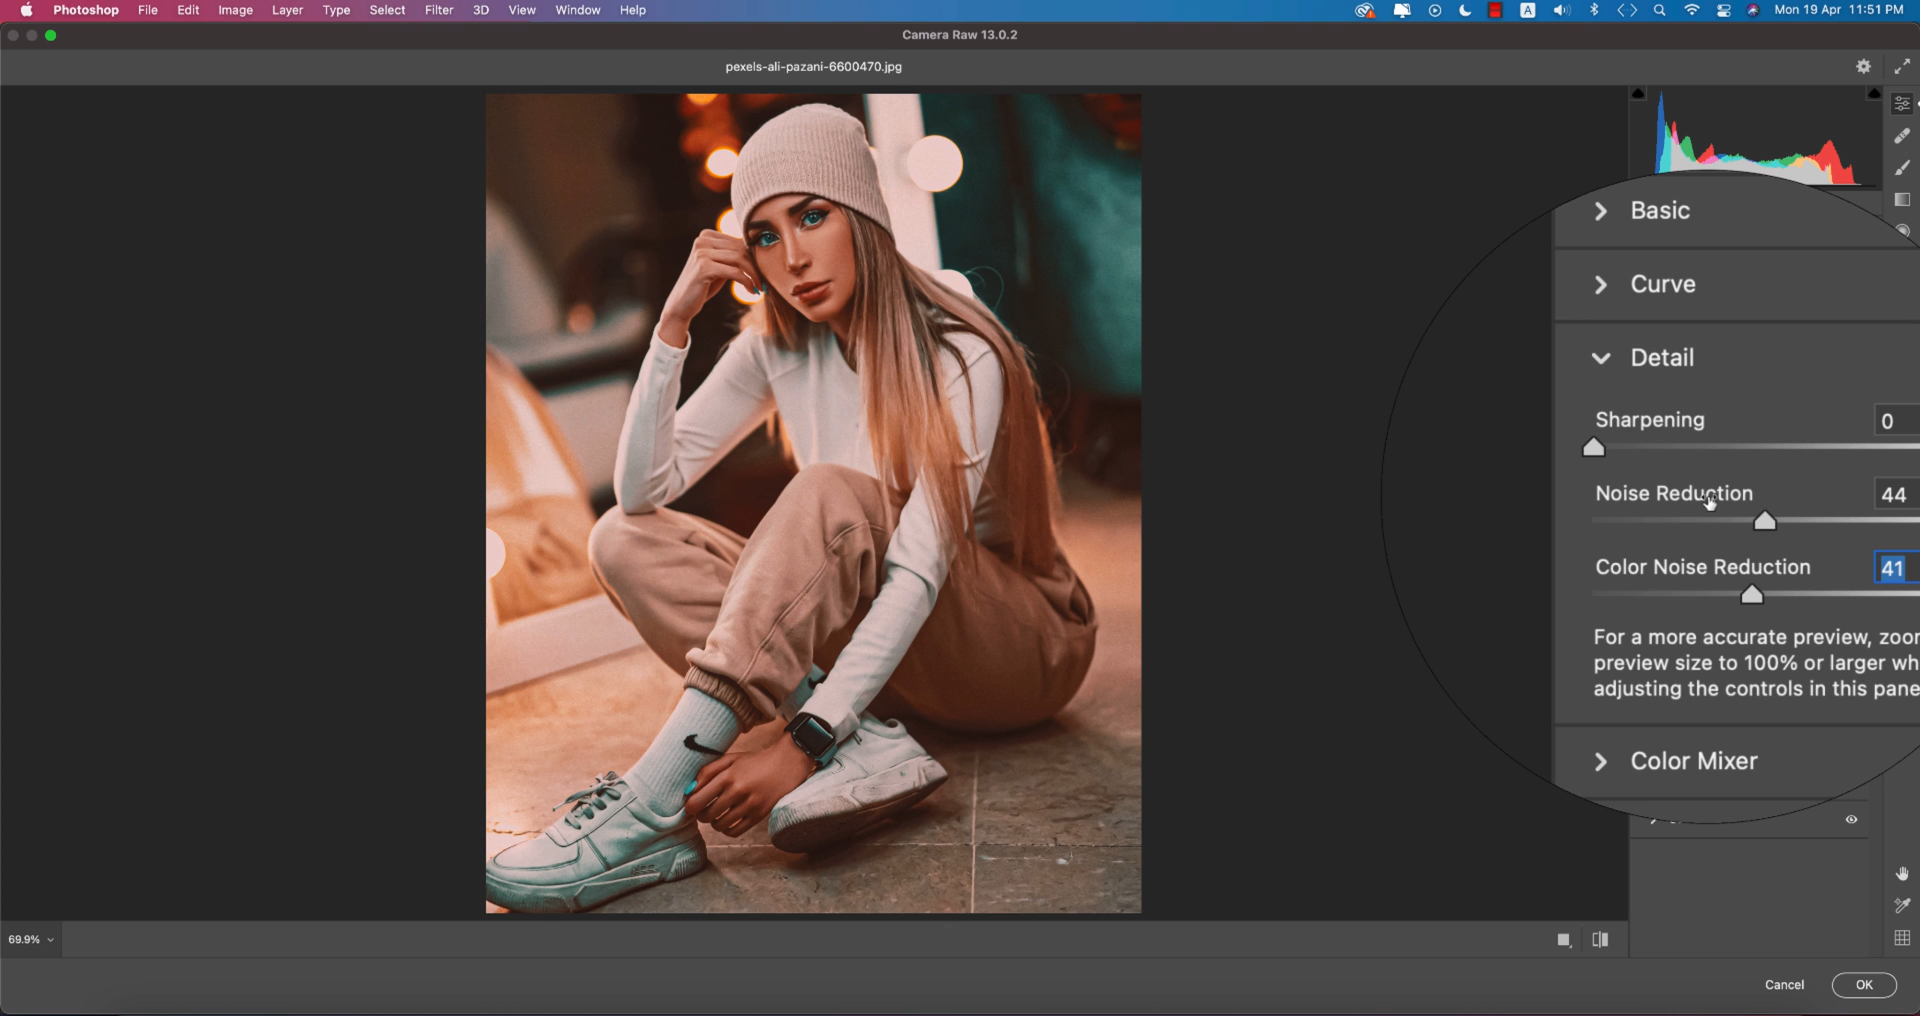 Photoshop File Edit Image Layer Type Select Filter 3D View Window Help A Mon 19 Apr 11:51 PM
Camera Raw 13.0.2
pexels-ali-pazani-6600470.jpg
Basic
Curve
Detail
Sharpening 0
Noise Reduction 44
Color Noise Reduction 41
For a more accurate preview,
preview size to 100% or larger
adjusting the controls in this
Color Mixer
69.9%
Cancel OK